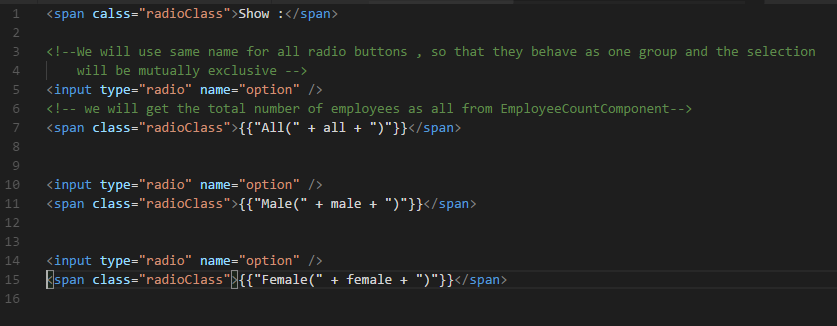 1 <span calss="radioClass">Show :</span>
2
3 <!--We will use same name for all radio buttons , so that they behave as one group and the selection
4 will be mutually exclusive -->
5 <input type="radio" name="option" />
6 <!-- we will get the total number of employees as all from EmployeeCountComponent-->
7 <span class="radioClass">{{"All(" + all + ")"}}</span>
8
9
10 <input type="radio" name="option" />
11 <span class="radioClass">{{"Male(" + male + ")"}}</span>
12
13
14 <input type="radio" name="option" />
15 <span class="radioClass">{{"Female(" + female + ")"}}</span>
16